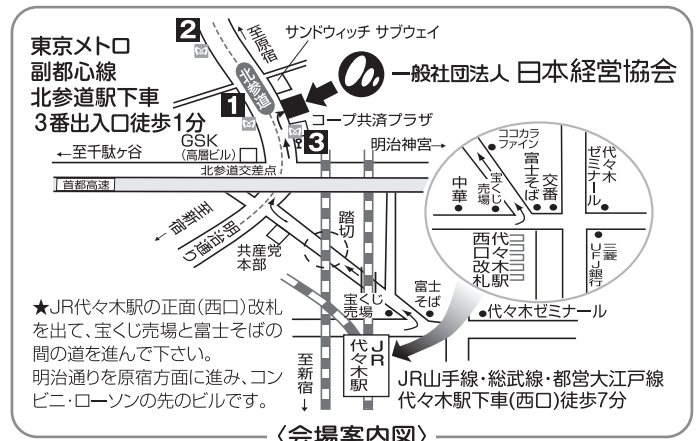 東京メトロ
副都心線
北参道駅下車
3番出入口徒歩1分
2
至原宿
サンドウィッチ サブウェイ
北参道
一般社団法人 日本経営協会
1
コープ共済プラザ
3
GSK
(高層ビル)
←至千駄ヶ谷
明治神宮→
北参道交差点
首都高速
至新宿
明治通り
共産党
本部
踏切
ココカラ
ファイン
代々木
ゼミナール
富士そば
交番
宝くじ
売場
中華
代々木駅
西口改札
三菱
UFJ銀行
宝くじ
売場
富士
そば
代々木ゼミナール
JR
代々木駅
至新宿
↓
★JR代々木駅の正面(西口)改札
を出て、宝くじ売場と富士そばの
間の道を進んで下さい。
明治通りを原宿方面に進み、コン
ビニ・ローソンの先のビルです。
JR山手線・総武線・都営大江戸線
代々木駅下車(西口)徒歩7分
〈会場案内図〉